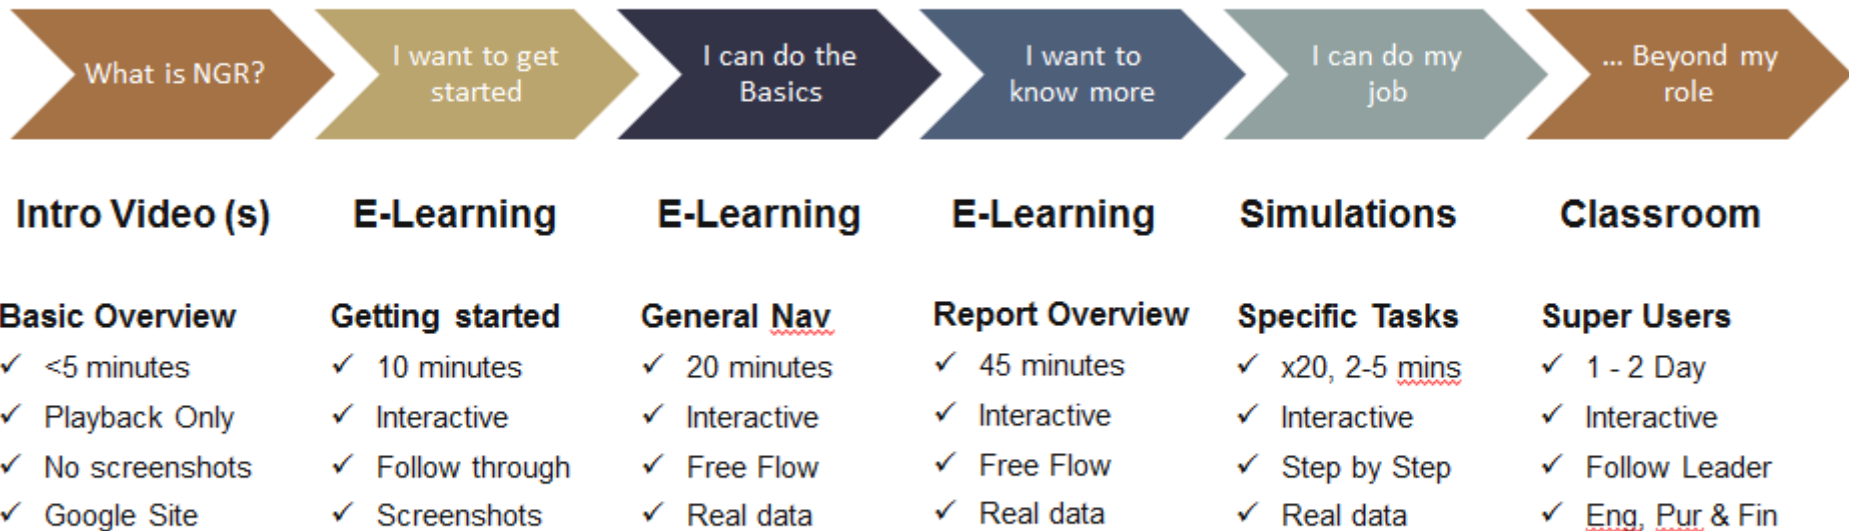 What is NGR?
I want to get
started
I can do the
Basics
I want to
know more
I can do my
job
... Beyond my
role
Intro Video (s)
E-Learning
E-Learning
E-Learning
Simulations
Classroom
Basic Overview
✓ <5 minutes
✓ Playback Only
✓ No screenshots
✓ Google Site
Getting started
✓ 10 minutes
✓ Interactive
✓ Follow through
✓ Screenshots
General Nav
✓ 20 minutes
✓ Interactive
✓ Free Flow
✓ Real data
Report Overview
✓ 45 minutes
✓ Interactive
✓ Free Flow
✓ Real data
Specific Tasks
✓ x20, 2-5 mins
✓ Interactive
✓ Step by Step
✓ Real data
Super Users
✓ 1 - 2 Day
✓ Interactive
✓ Follow Leader
✓ Eng, Pur & Fin